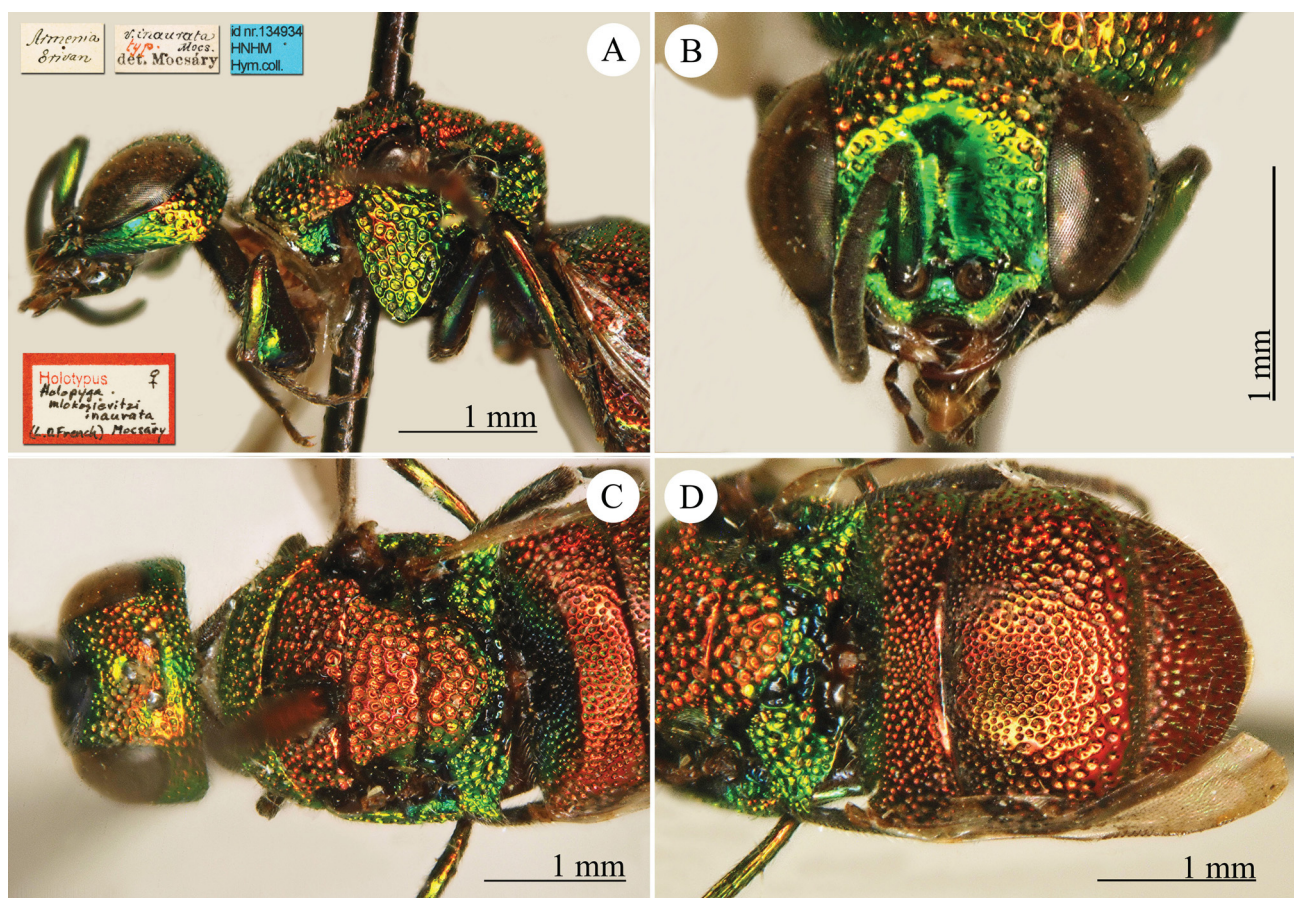 Armenia
Erivan
v. inaurata
typ. Mocs.
det. Mocsáry
id nr.134934
HNHM
Hym.coll.
A
B
Holotypus ♀
Holopyga
mlokosievitzi
inaurata
(L.D.French) Mocsáry
1 mm
1 mm
C
D
1 mm
1 mm